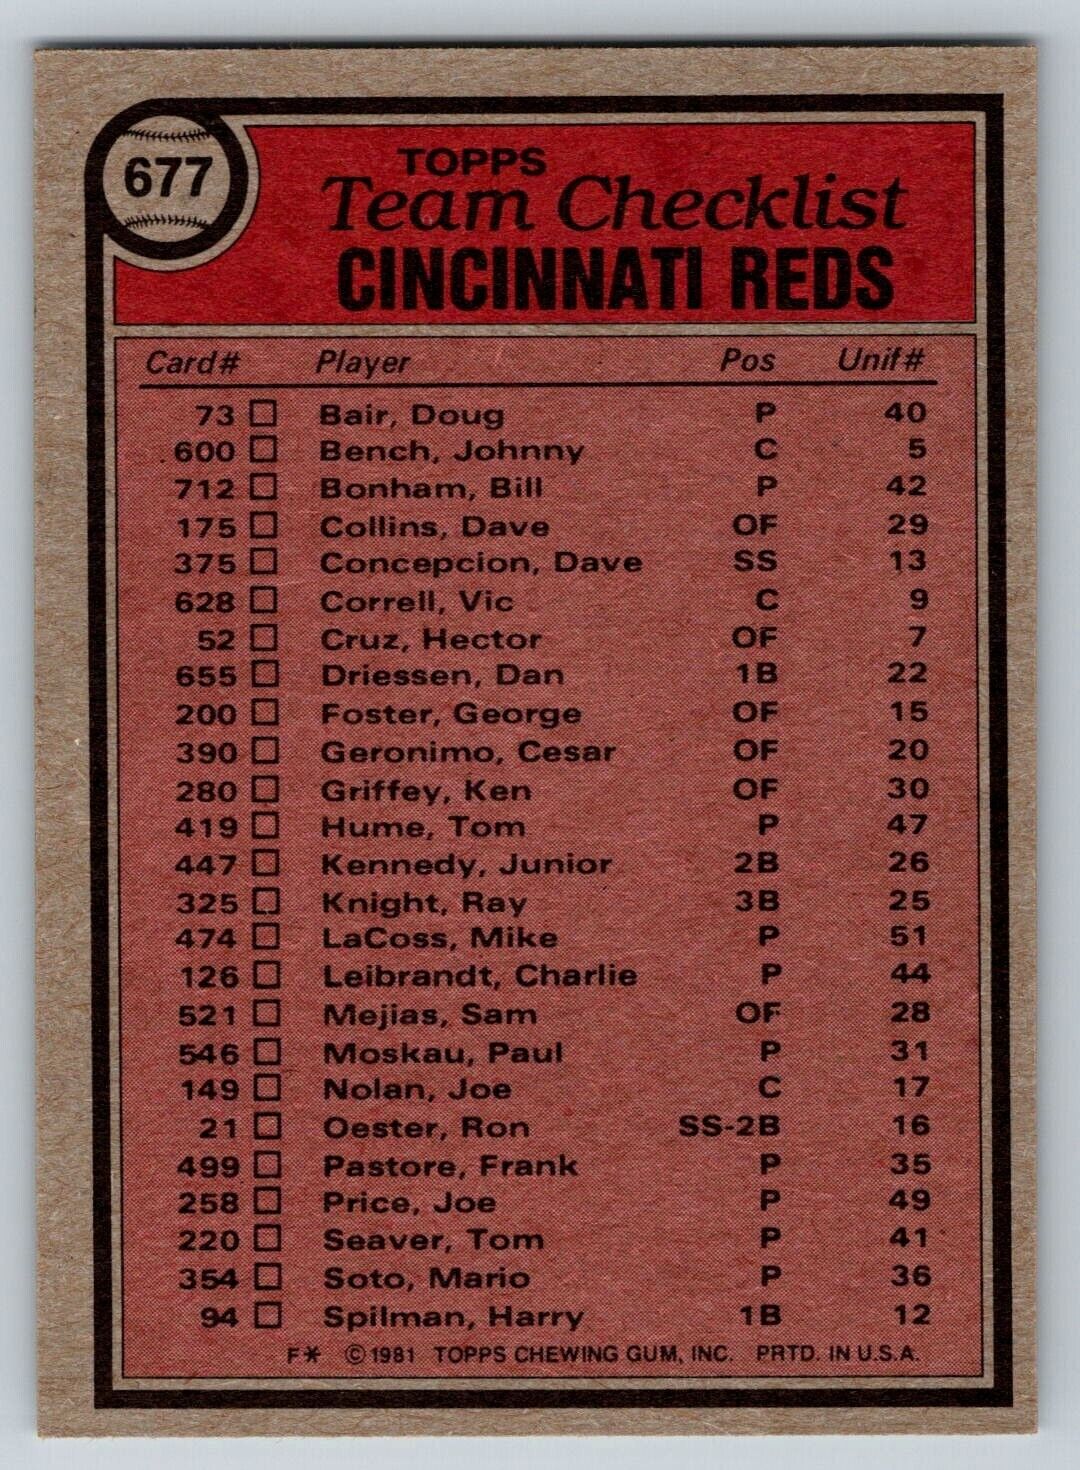 677
TOPPS
Team Checklist
CINCINNATI REDS
Card# Player Pos Unif#
73 Bair, Doug P 40
600 Bench, Johnny C 5
712 Bonham, Bill P 42
175 Collins, Dave OF 29
375 Concepcion, Dave SS 13
628 Correll, Vic C 9
52 Cruz, Hector OF 7
655 Driessen, Dan 1B 22
200 Foster, George OF 15
390 Geronimo, Cesar OF 20
280 Griffey, Ken OF 30
419 Hume, Tom P 47
447 Kennedy, Junior 2B 26
325 Knight, Ray 3B 25
474 LaCoss, Mike P 51
126 Leibrandt, Charlie P 44
521 Mejias, Sam OF 28
546 Moskau, Paul P 31
149 Nolan, Joe C 17
21 Oester, Ron SS-2B 16
499 Pastore, Frank P 35
258 Price, Joe P 49
220 Seaver, Tom P 41
354 Soto, Mario P 36
94 Spilman, Harry 1B 12
F* ©1981 TOPPS CHEWING GUM, INC. PRTD. IN U.S.A.